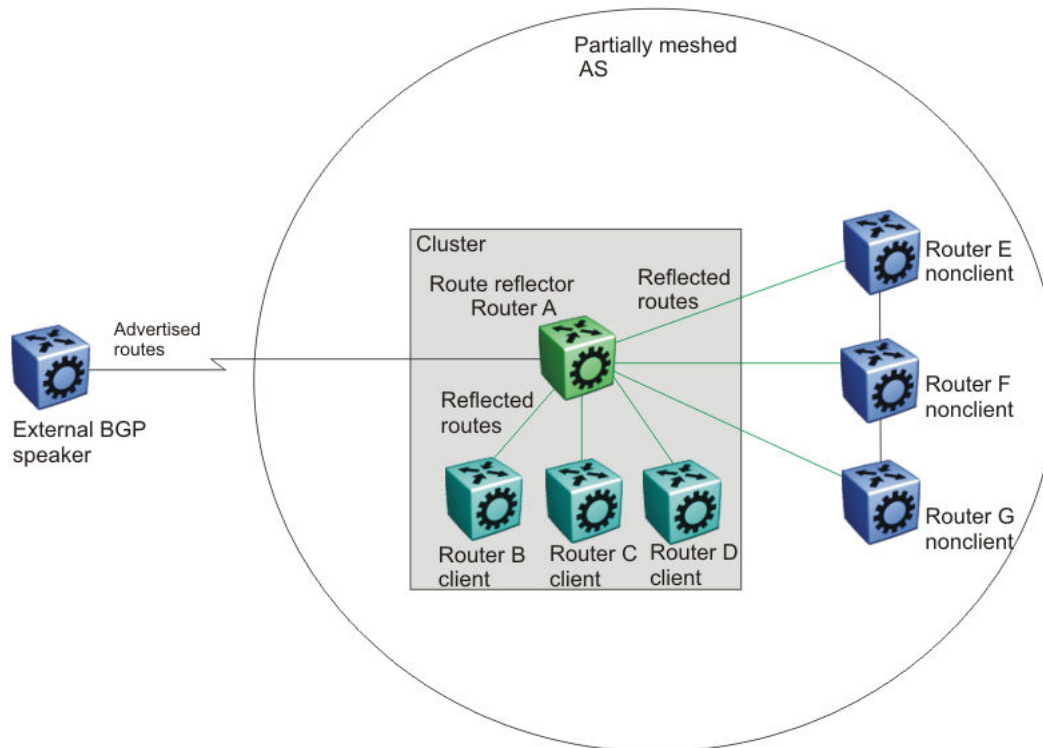 Partially meshed
AS
Cluster
Route reflector
Router A
Reflected
routes
Router E
nonclient
Advertised
routes
External BGP
speaker
Reflected
routes
Router F
nonclient
Router B
client
Router C
client
Router D
client
Router G
nonclient